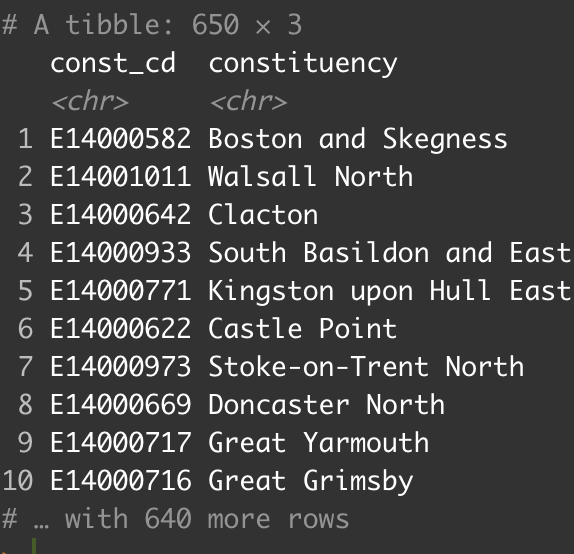 # A tibble: 650 × 3
const_cd constituency
<chr> <chr>
1 E14000582 Boston and Skegness
2 E14001011 Walsall North
3 E14000642 Clacton
4 E14000933 South Basildon and East
5 E14000771 Kingston upon Hull East
6 E14000622 Castle Point
7 E14000973 Stoke-on-Trent North
8 E14000669 Doncaster North
9 E14000717 Great Yarmouth
10 E14000716 Great Grimsby
# … with 640 more rows